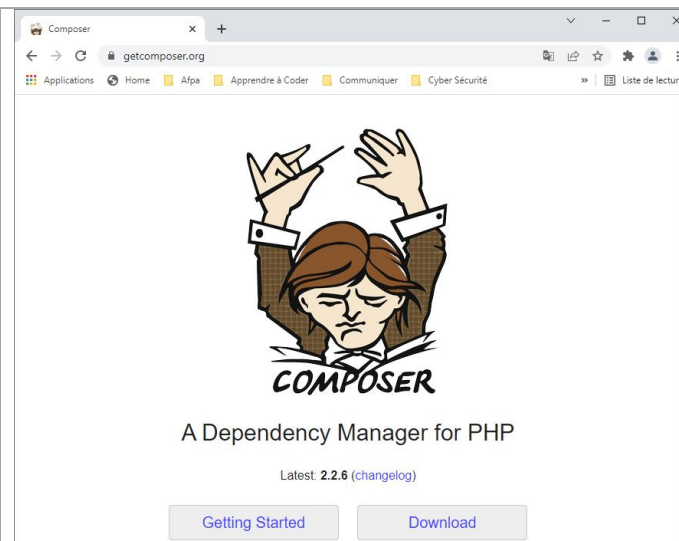 Composer
getcomposer.org
Applications Home Afpa Apprendre à Coder Communiquer Cyber Sécurité » Liste de lectur
COMPOSER
A Dependency Manager for PHP
Latest: 2.2.6 (changelog)
Getting Started Download